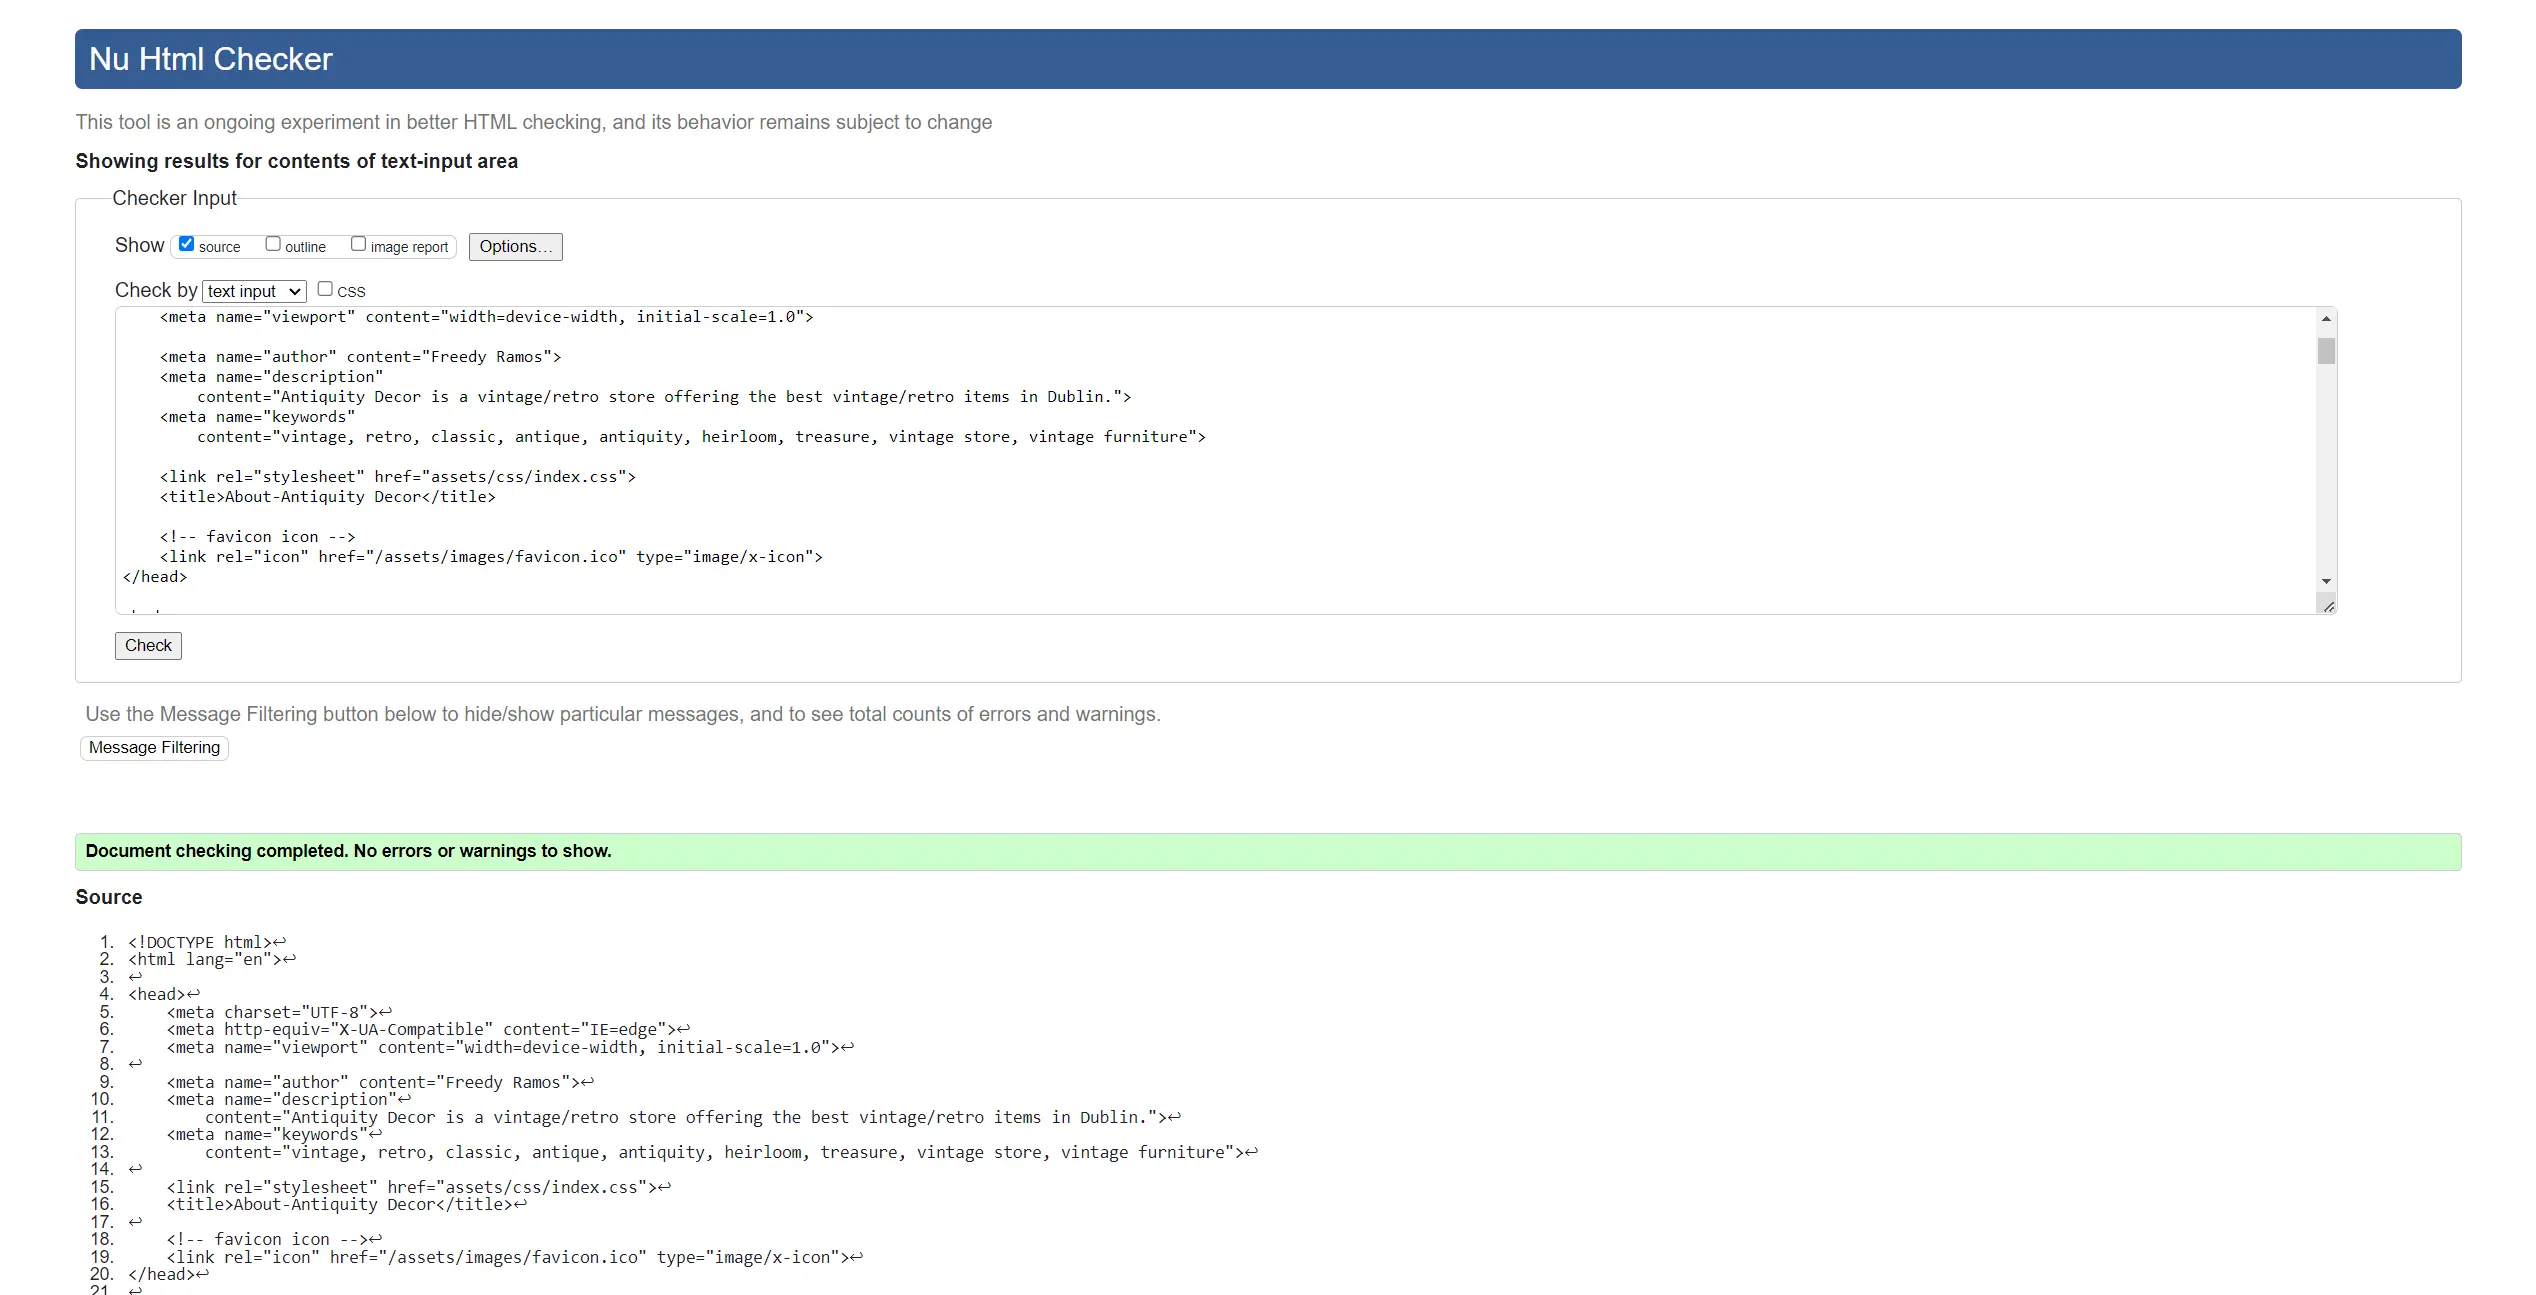 Nu Html Checker
This tool is an ongoing experiment in better HTML checking, and its behavior remains subject to change
Showing results for contents of text-input area
Checker Input
Show source outline image report Options...
Check by text input CSS
<meta name="viewport" content="width=device-width, initial-scale=1.0">
<meta name="author" content="Freedy Ramos">
<meta name="description"
content="Antiquity Decor is a vintage/retro store offering the best vintage/retro items in Dublin.">
<meta name="keywords"
content="vintage, retro, classic, antique, antiquity, heirloom, treasure, vintage store, vintage furniture">
<link rel="stylesheet" href="assets/css/index.css">
<title>About-Antiquity Decor</title>
<!-- favicon icon -->
<link rel="icon" href="/assets/images/favicon.ico" type="image/x-icon">
</head>
Check
Use the Message Filtering button below to hide/show particular messages, and to see total counts of errors and warnings.
Message Filtering
Document checking completed. No errors or warnings to show.
Source
1. <!DOCTYPE html>↩
2. <html lang="en">↩
3. ↩
4. <head>↩
5. <meta charset="UTF-8">↩
6. <meta http-equiv="X-UA-Compatible" content="IE=edge">↩
7. <meta name="viewport" content="width=device-width, initial-scale=1.0">↩
8. ↩
9. <meta name="author" content="Freedy Ramos">↩
10. <meta name="description"↩
11. content="Antiquity Decor is a vintage/retro store offering the best vintage/retro items in Dublin.">↩
12. <meta name="keywords"↩
13. content="vintage, retro, classic, antique, antiquity, heirloom, treasure, vintage store, vintage furniture">↩
14. ↩
15. <link rel="stylesheet" href="assets/css/index.css">↩
16. <title>About-Antiquity Decor</title>↩
17. ↩
18. <!-- favicon icon -->↩
19. <link rel="icon" href="/assets/images/favicon.ico" type="image/x-icon">↩
20. </head>↩
21. ↩